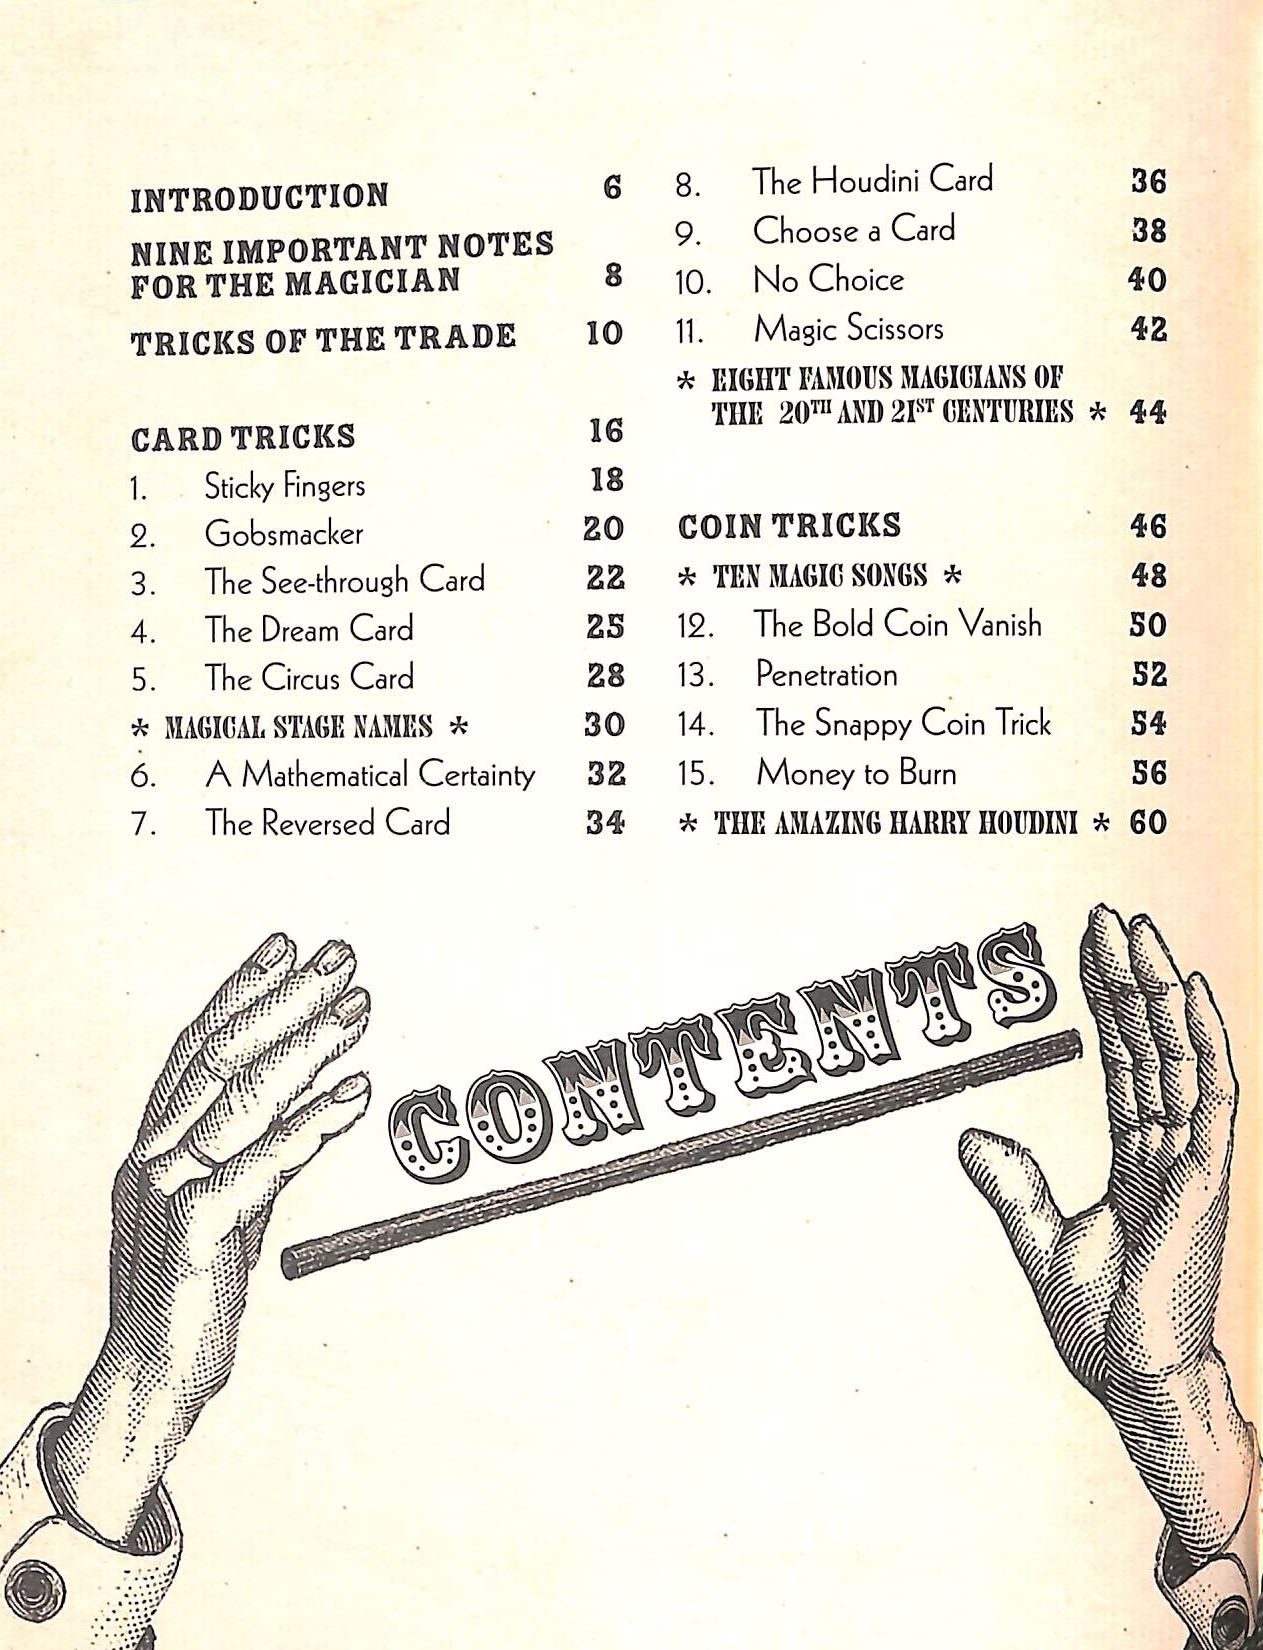 INTRODUCTION 6
NINE IMPORTANT NOTES
FOR THE MAGICIAN 8
TRICKS OF THE TRADE 10
CARD TRICKS 16
1. Sticky Fingers 18
2. Gobsmacker 20
3. The See-through Card 22
4. The Dream Card 25
5. The Circus Card 28
* MAGICAL STAGE NAMES * 30
6. A Mathematical Certainty 32
7. The Reversed Card 34
8. The Houdini Card 36
9. Choose a Card 38
10. No Choice 40
11. Magic Scissors 42
* EIGHT FAMOUS MAGICIANS OF
THE 20TH AND 21ST CENTURIES * 44
COIN TRICKS 46
* TEN MAGIC SONGS * 48
12. The Bold Coin Vanish 50
13. Penetration 52
14. The Snappy Coin Trick 54
15. Money to Burn 56
* THE AMAZING HARRY HOUDINI * 60
CONTENTS